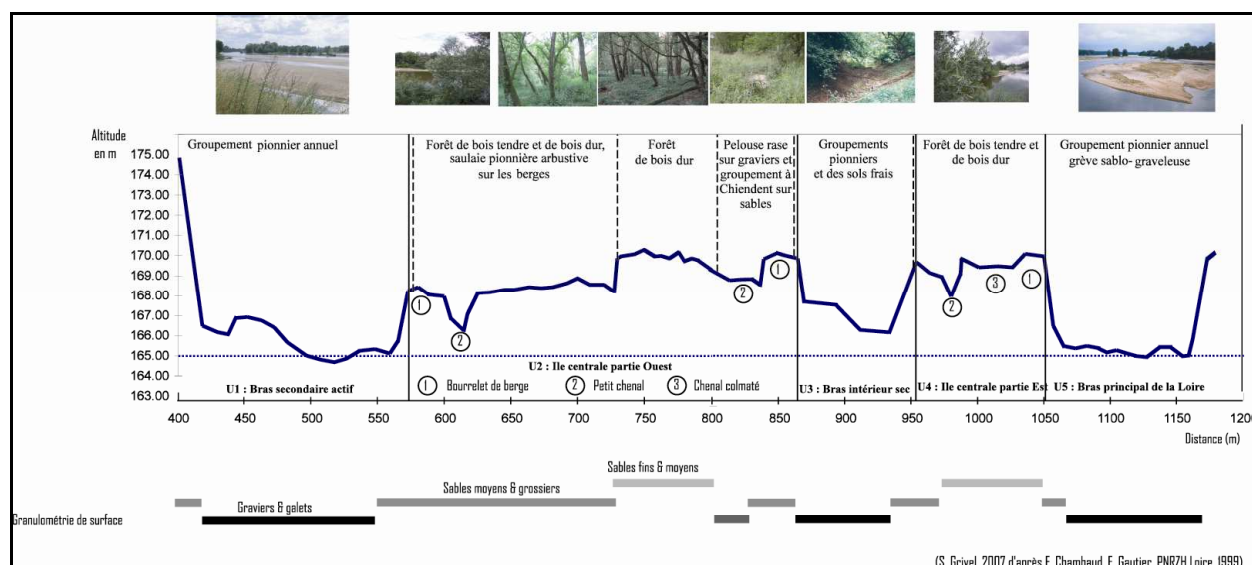 Altitude
en m
Groupement pionnier annuel
Forêt de bois tendre et de bois dur,
saulaie pionnière arbustive
sur les berges
Forêt
de bois dur
Pelouse rase
sur graviers et
groupement à
Chiendent sur
sables
Groupements
pionniers
et des sols frais
Forêt de bois tendre et
de bois dur
Groupement pionnier annuel
grève sablo-graveleuse
175.00
174.00
173.00
172.00
171.00
170.00
169.00
168.00
167.00
166.00
165.00
164.00
163.00
1
2
2
1
2
3
1
U1 : Bras secondaire actif
U2 : Ile centrale partie Ouest
1 Bourrelet de berge
2 Petit chenal
3 Chenal colmaté
U3 : Bras intérieur sec
U4 : Ile centrale partie Est
U5 : Bras principal de la Loire
400 450 500 550 600 650 700 750 800 850 900 950 1000 1050 1100 1150 1200
Distance (m)
Sables fins & moyens
Sables moyens & grossiers
Graviers & galets
Granulométrie de surface
(S. Grivel, 2007 d'après E. Chambaud, E. Gautier, PNRZH Loire, 1999)